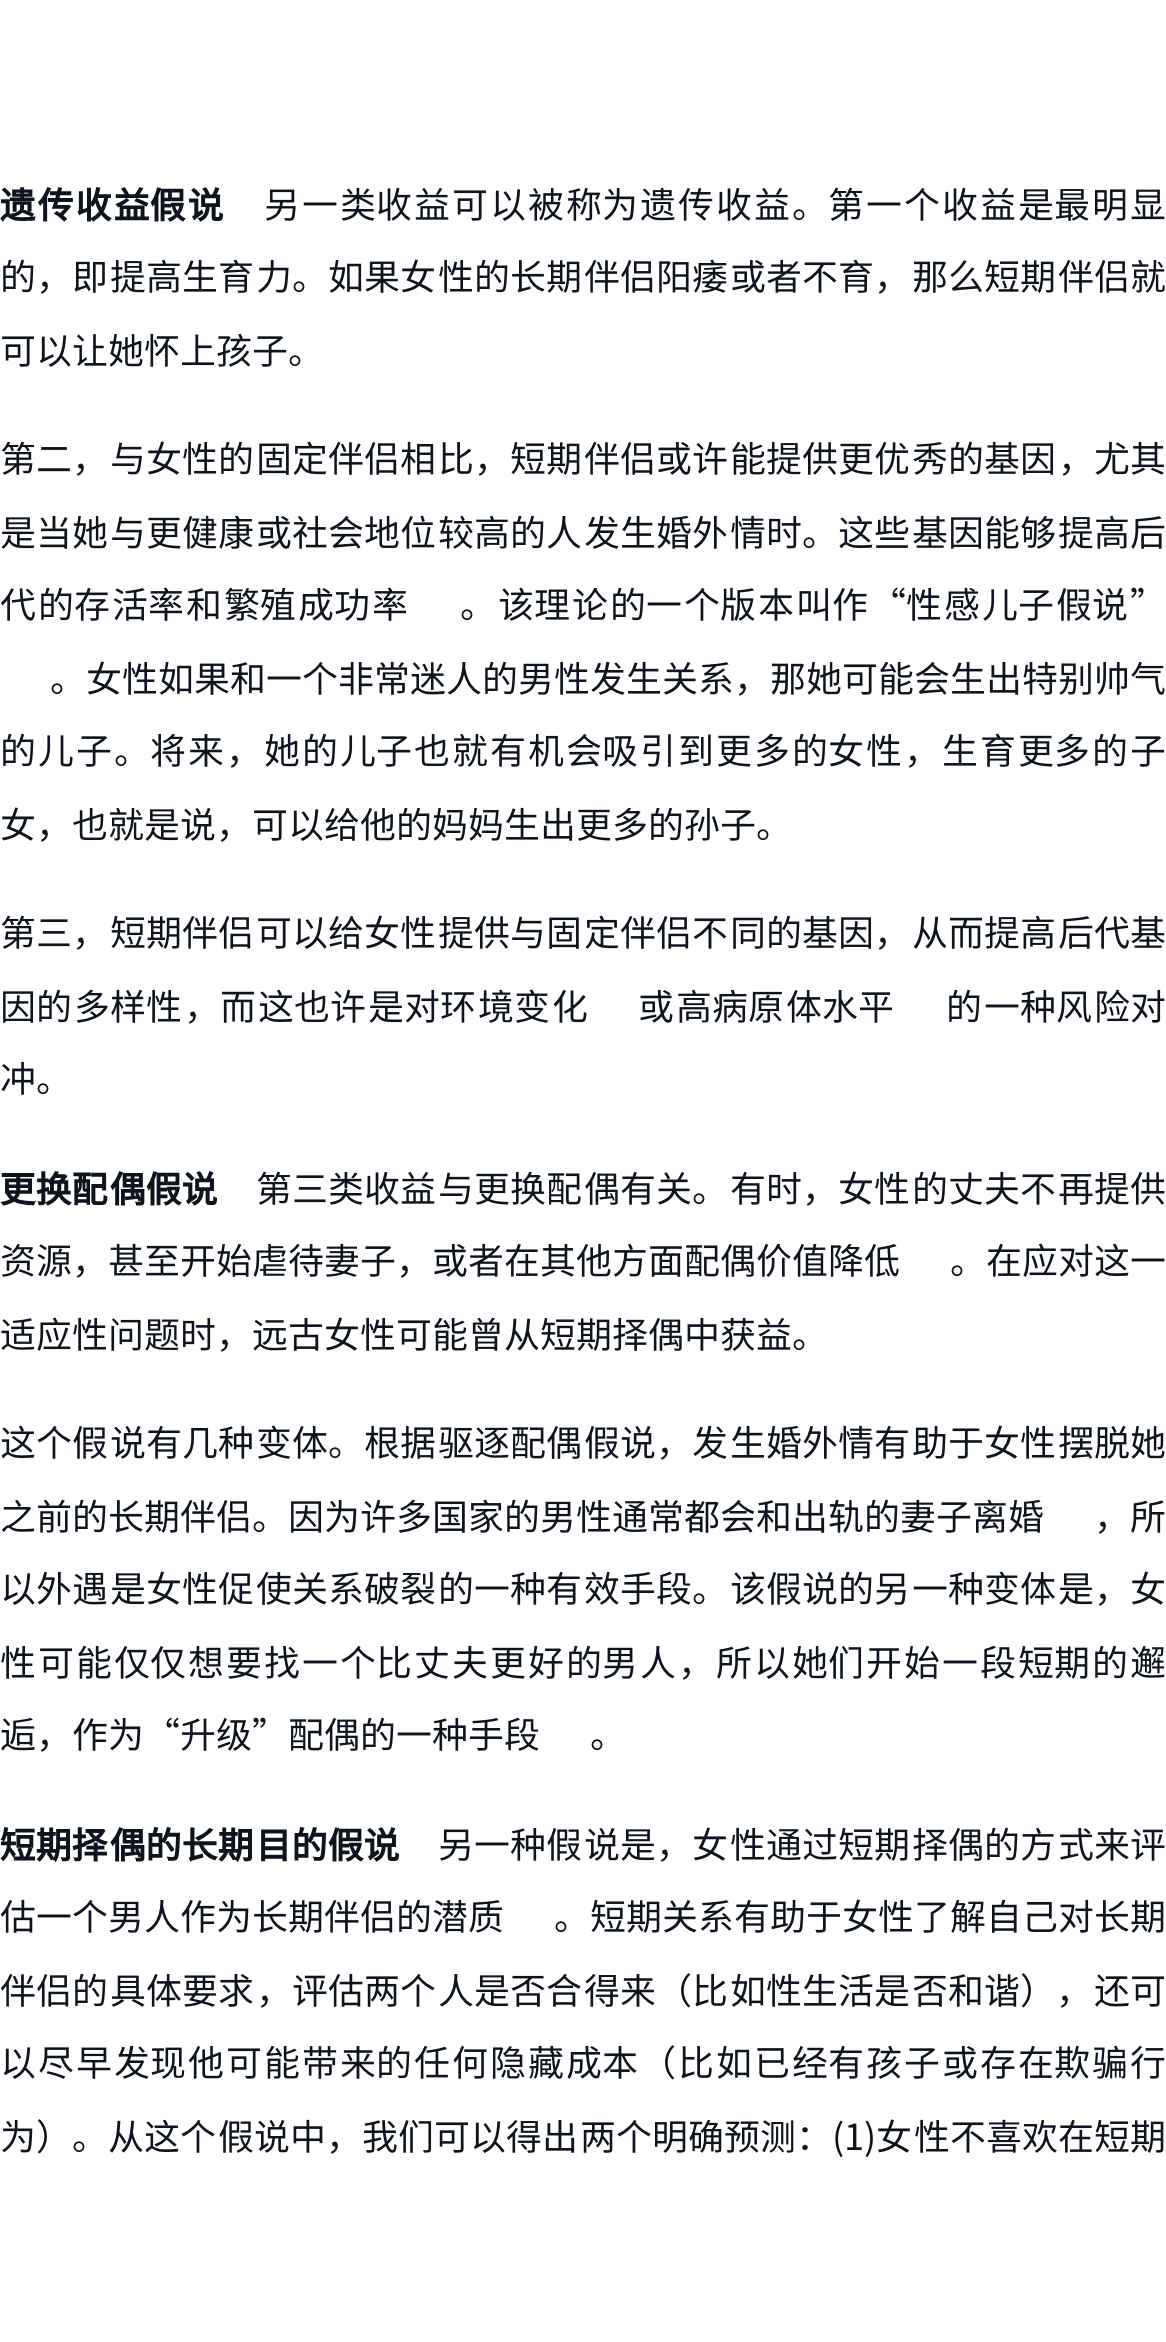 遗传收益假说　另一类收益可以被称为遗传收益。第一个收益是最明显
的，即提高生育力。如果女性的长期伴侣阳痿或者不育，那么短期伴侣就
可以让她怀上孩子。
第二，与女性的固定伴侣相比，短期伴侣或许能提供更优秀的基因，尤其
是当她与更健康或社会地位较高的人发生婚外情时。这些基因能够提高后
代的存活率和繁殖成功率　。该理论的一个版本叫作“性感儿子假说”
　。女性如果和一个非常迷人的男性发生关系，那她可能会生出特别帅气
的儿子。将来，她的儿子也就有机会吸引到更多的女性，生育更多的子
女，也就是说，可以给他的妈妈生出更多的孙子。
第三，短期伴侣可以给女性提供与固定伴侣不同的基因，从而提高后代基
因的多样性，而这也许是对环境变化　或高病原体水平　的一种风险对
冲。
更换配偶假说　第三类收益与更换配偶有关。有时，女性的丈夫不再提供
资源，甚至开始虐待妻子，或者在其他方面配偶价值降低　。在应对这一
适应性问题时，远古女性可能曾从短期择偶中获益。
这个假说有几种变体。根据驱逐配偶假说，发生婚外情有助于女性摆脱她
之前的长期伴侣。因为许多国家的男性通常都会和出轨的妻子离婚　，所
以外遇是女性促使关系破裂的一种有效手段。该假说的另一种变体是，女
性可能仅仅想要找一个比丈夫更好的男人，所以她们开始一段短期的邂
逅，作为“升级”配偶的一种手段　。
短期择偶的长期目的假说　另一种假说是，女性通过短期择偶的方式来评
估一个男人作为长期伴侣的潜质　。短期关系有助于女性了解自己对长期
伴侣的具体要求，评估两个人是否合得来（比如性生活是否和谐），还可
以尽早发现他可能带来的任何隐藏成本（比如已经有孩子或存在欺骗行
为）。从这个假说中，我们可以得出两个明确预测：(1)女性不喜欢在短期